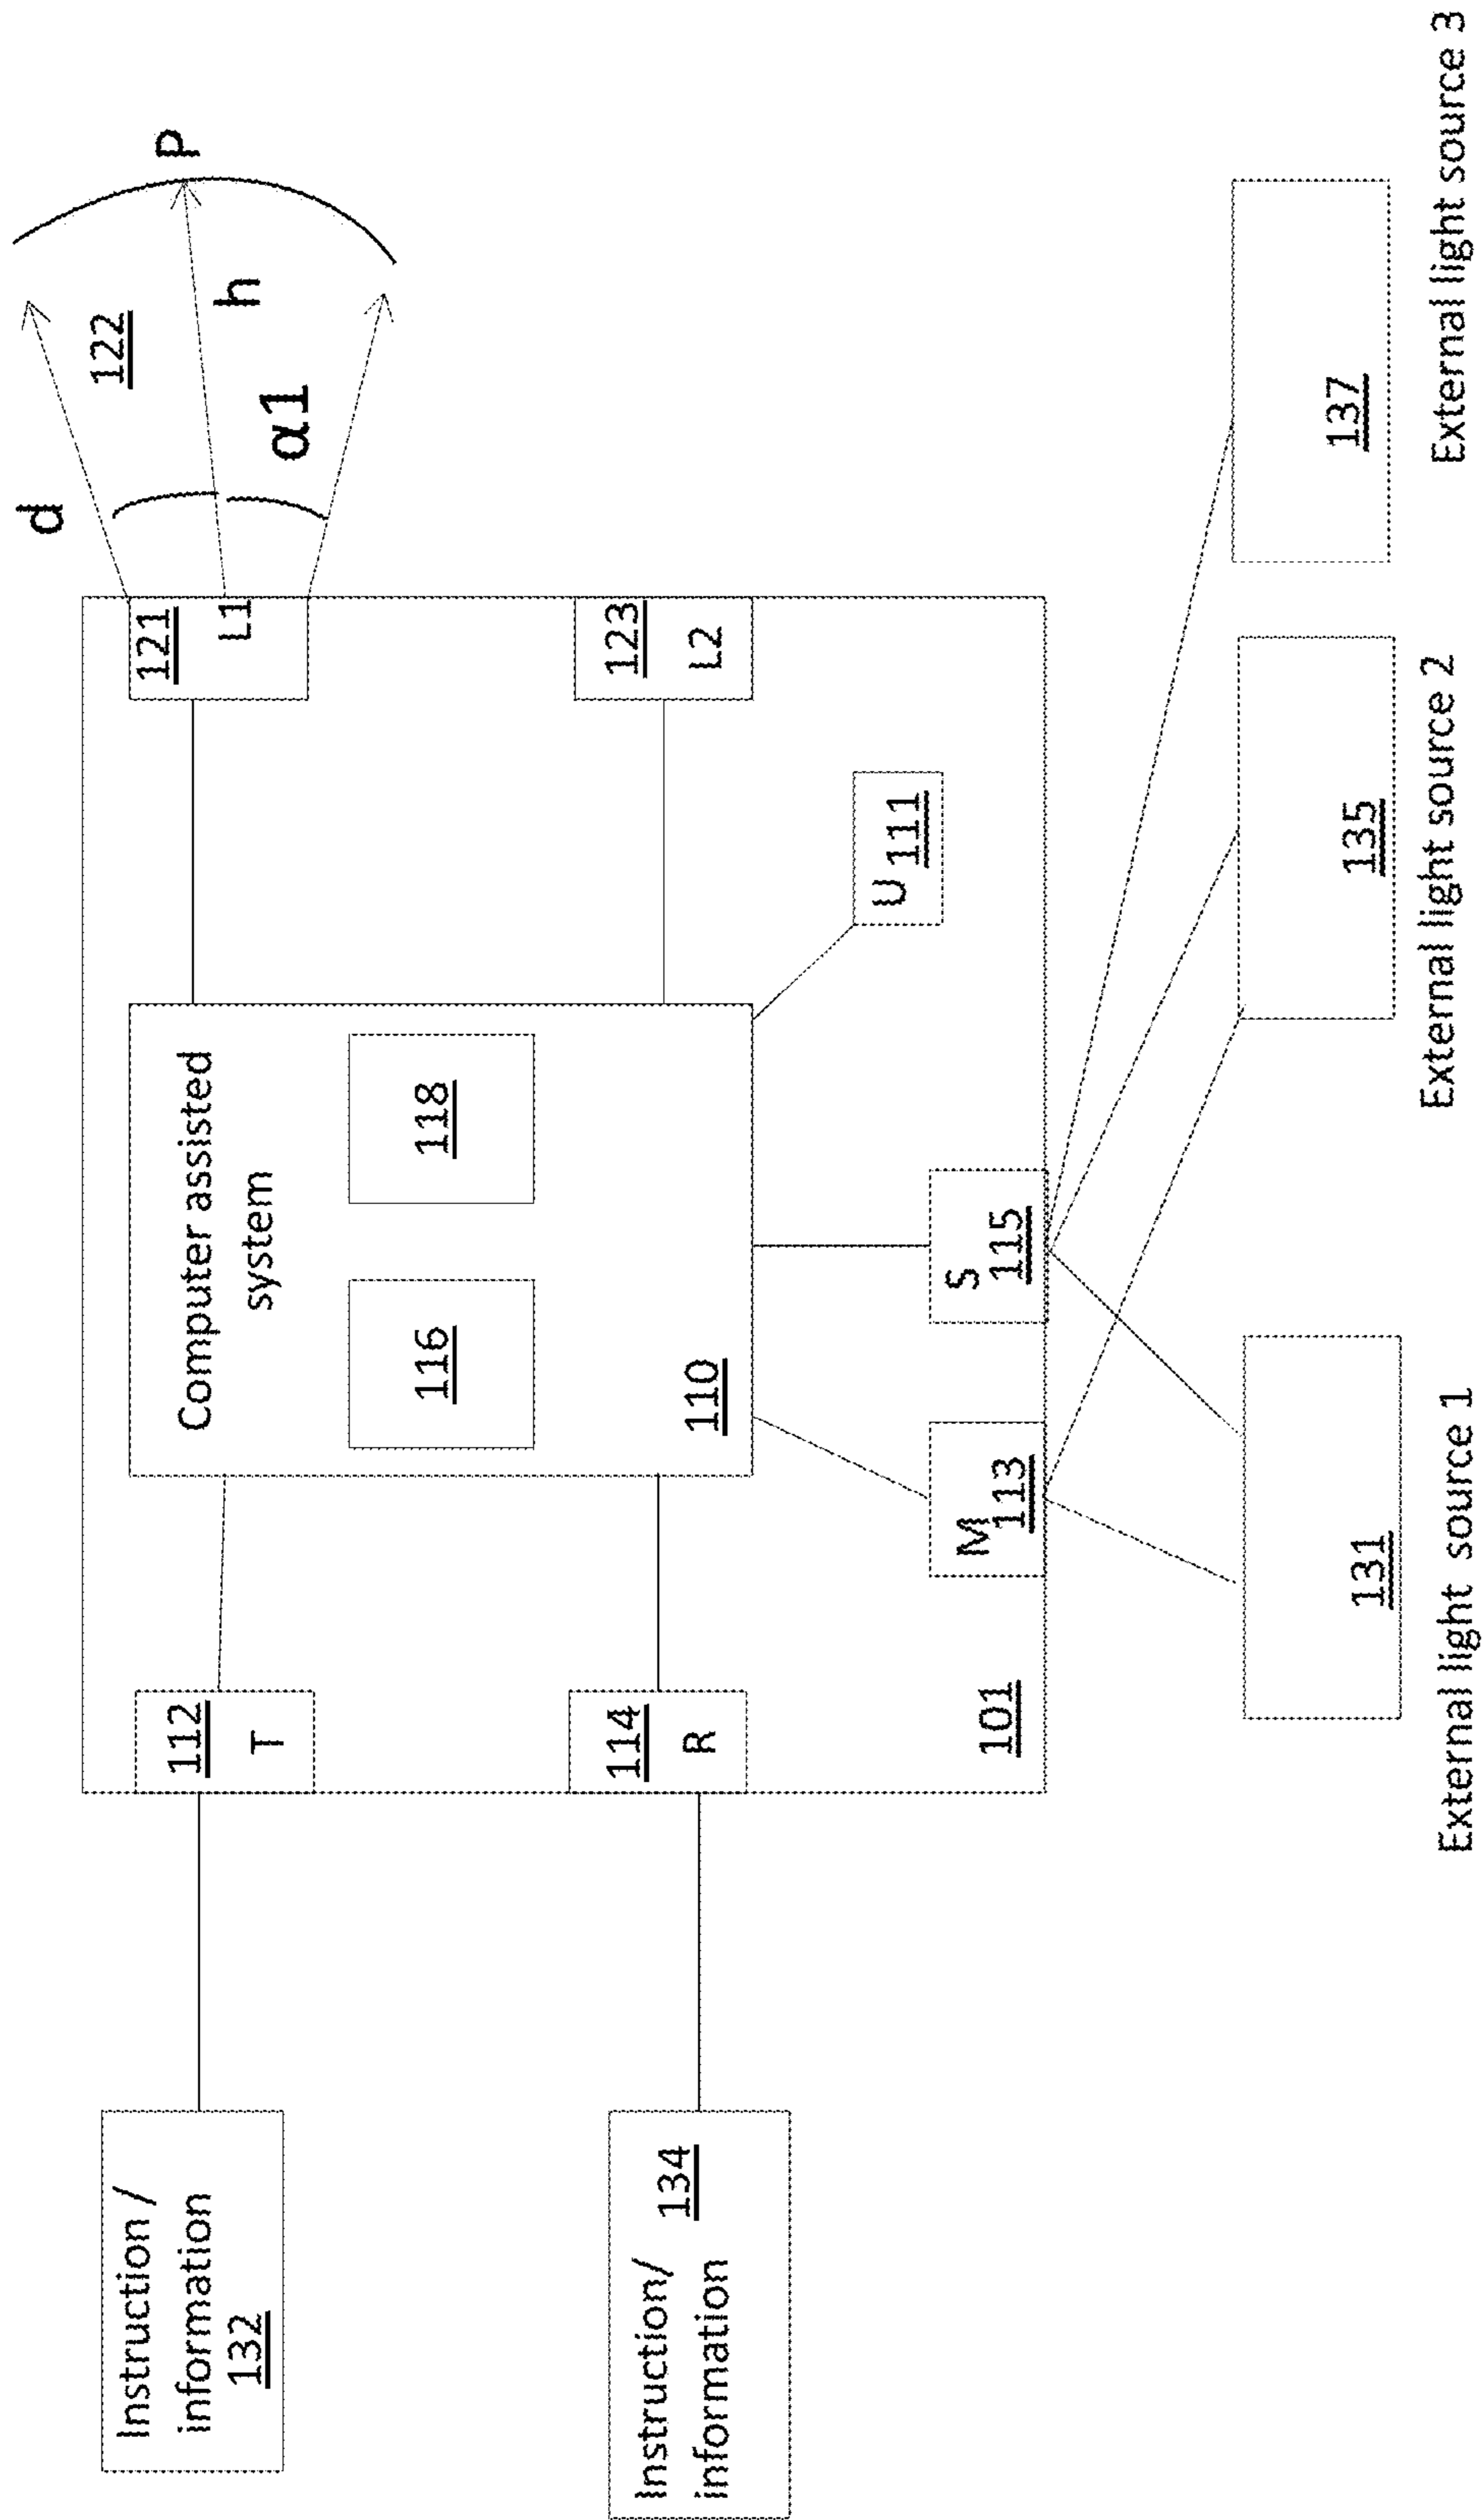 Instruction /
information
132
Instruction/
134
information
112
T
114
R
101
Computer assisted
system
116
118
110
M
113
S
115
U
111
121
L1
123
L2
d
122
h
α1
P
131
External light source 1
135
External light source 2
137
External light source 3